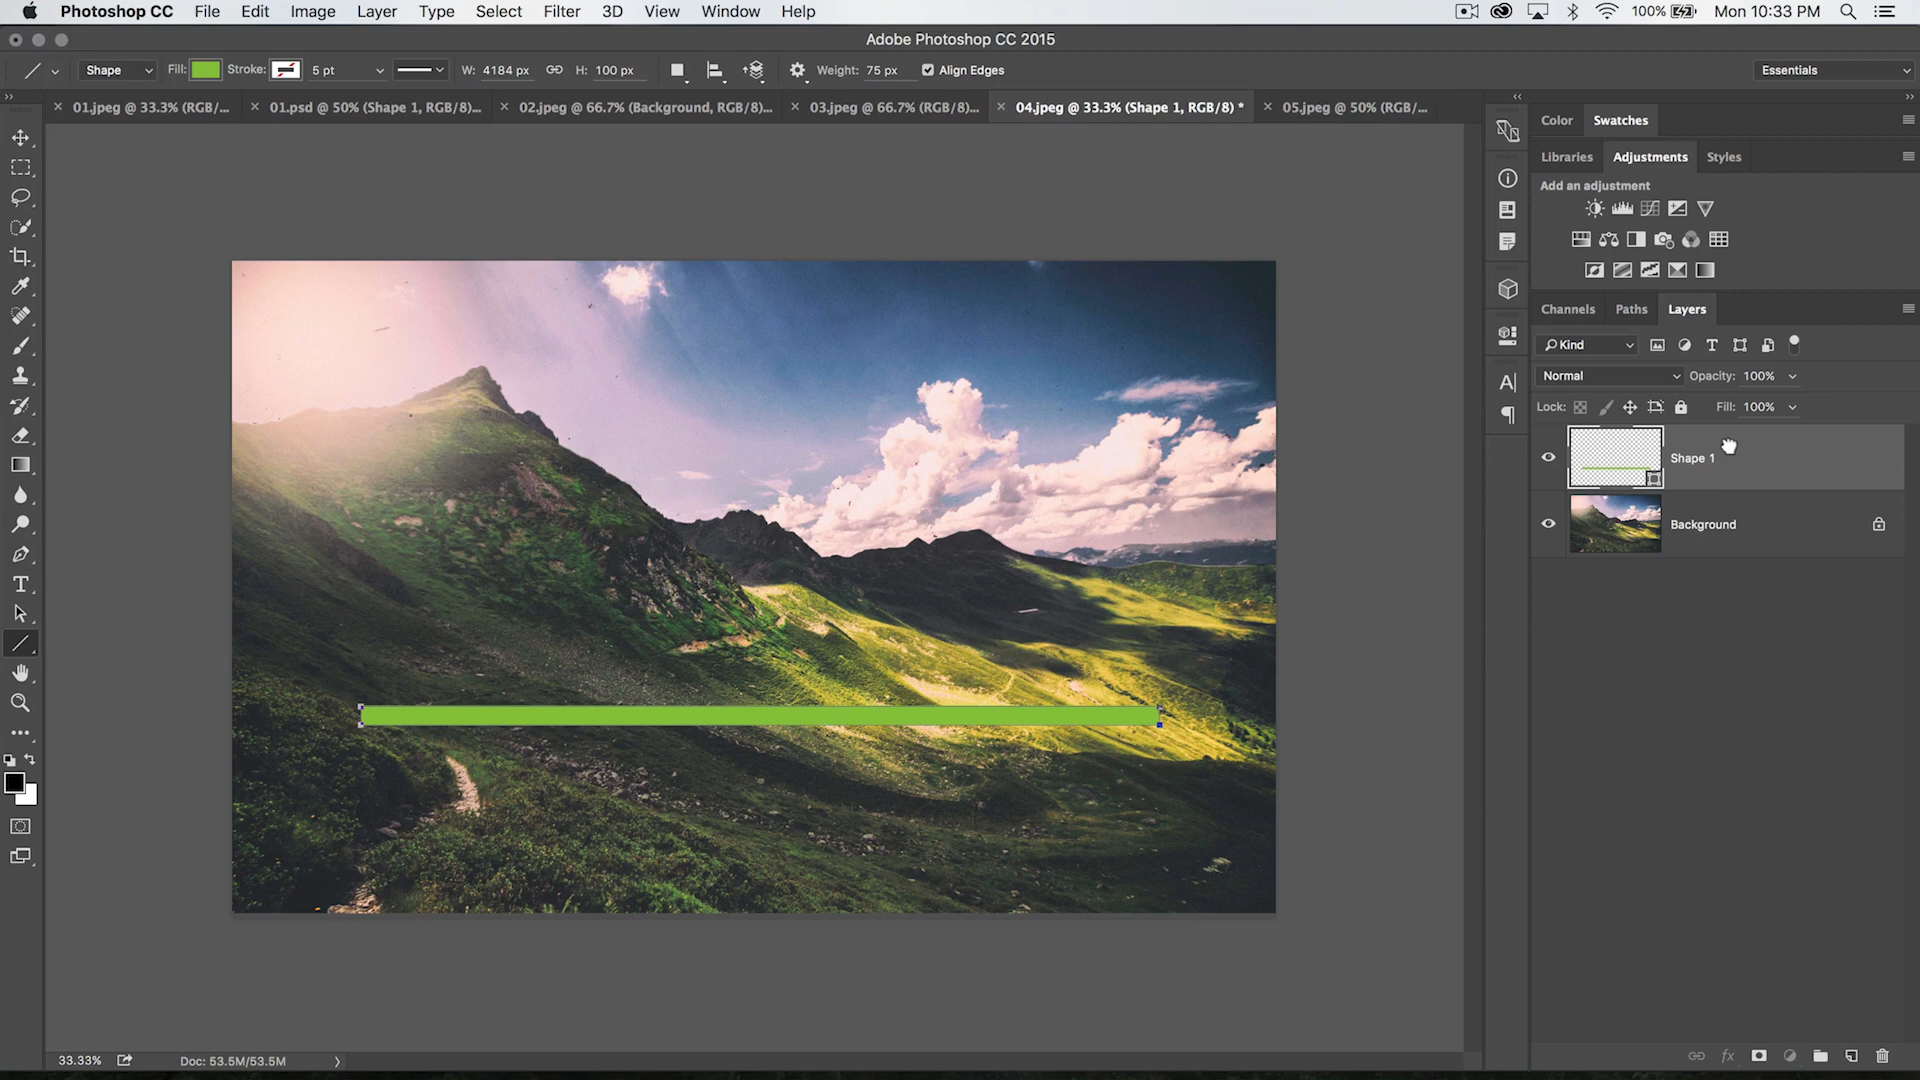 Photoshop CC File Edit Image Layer Type Select Filter 3D View Window Help 100% Mon 10:33 PM
Adobe Photoshop CC 2015
Shape Fill: Stroke: 5 pt W: 4184 px H: 100 px Weight: 75 px Align Edges Essentials
01.jpeg @ 33.3% (RGB/... 01.psd @ 50% (Shape 1, RGB/8)... 02.jpeg @ 66.7% (Background, RGB/8)... 03.jpeg @ 66.7% (RGB/8)... 04.jpeg @ 33.3% (Shape 1, RGB/8) * 05.jpeg @ 50% (RGB/...
Color Swatches
Libraries Adjustments Styles
Add an adjustment
Channels Paths Layers
Kind
Normal Opacity: 100%
Lock: Fill: 100%
Shape 1
Background
33.33% Doc: 53.5M/53.5M